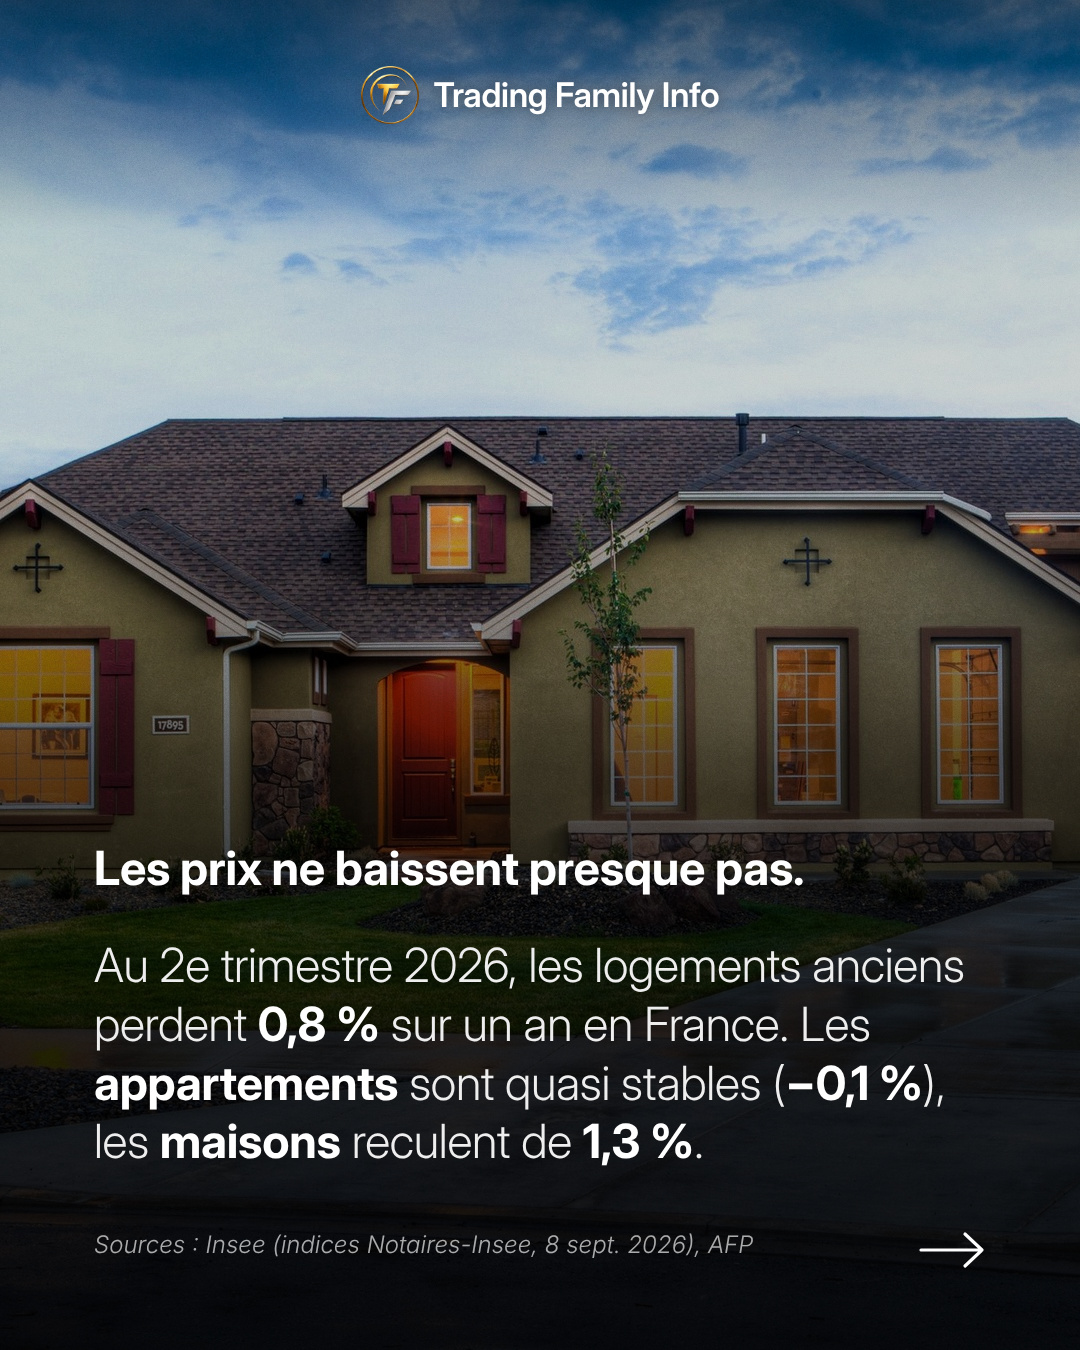 Trading Family Info
17895
Les prix ne baissent presque pas.
Au 2e trimestre 2026, les logements anciens
perdent 0,8 % sur un an en France. Les
appartements sont quasi stables (−0,1 %),
les maisons reculent de 1,3 %.
Sources : Insee (indices Notaires-Insee, 8 sept. 2026), AFP